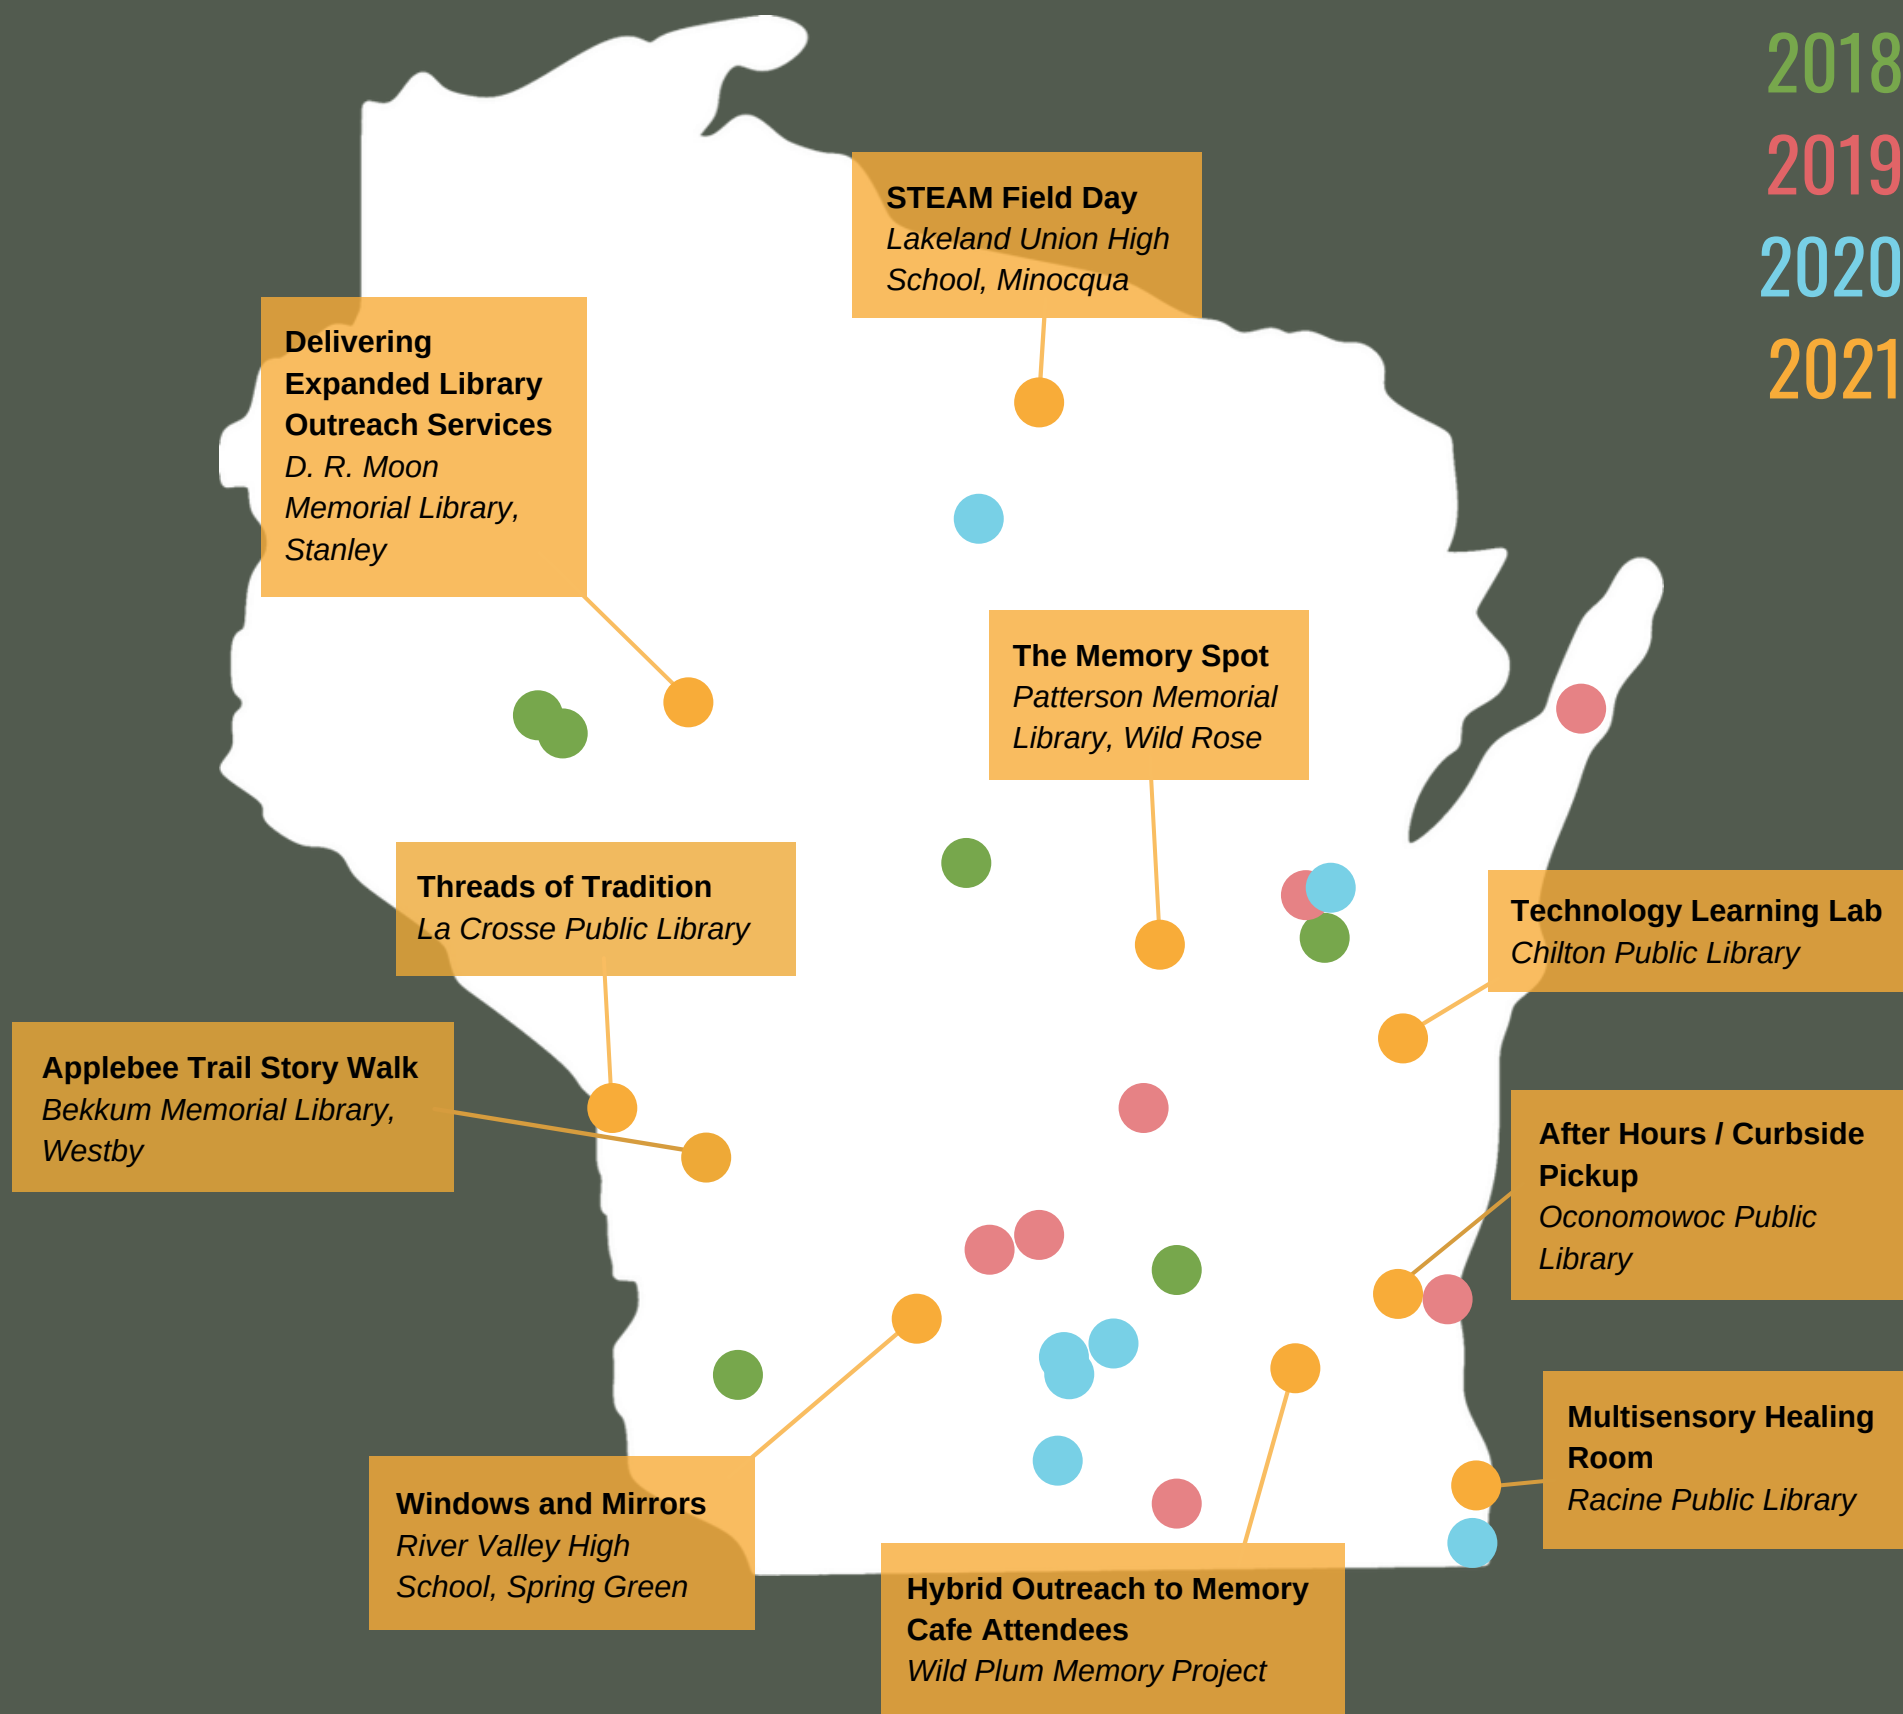 2018
2019
2020
2021
STEAM Field Day
Lakeland Union High
School, Minocqua
Delivering
Expanded Library
Outreach Services
D. R. Moon
Memorial Library,
Stanley
The Memory Spot
Patterson Memorial
Library, Wild Rose
Threads of Tradition
La Crosse Public Library
Technology Learning Lab
Chilton Public Library
Applebee Trail Story Walk
Bekkum Memorial Library,
Westby
After Hours / Curbside
Pickup
Oconomowoc Public
Library
Multisensory Healing
Room
Racine Public Library
Windows and Mirrors
River Valley High
School, Spring Green
Hybrid Outreach to Memory
Cafe Attendees
Wild Plum Memory Project